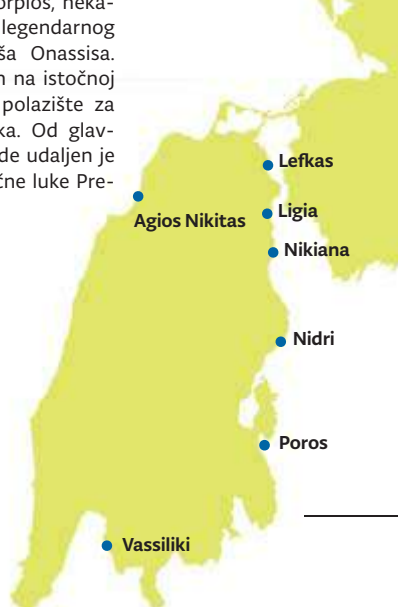 orpios, neka-
legendarnog
ša Onassisa.
na istočnoj
polazište za
ka. Od glav-
de udaljen je
čne luke Pre-
Lefkas
Agios Nikitas
Ligia
Nikiana
Nidri
Poros
Vassiliki